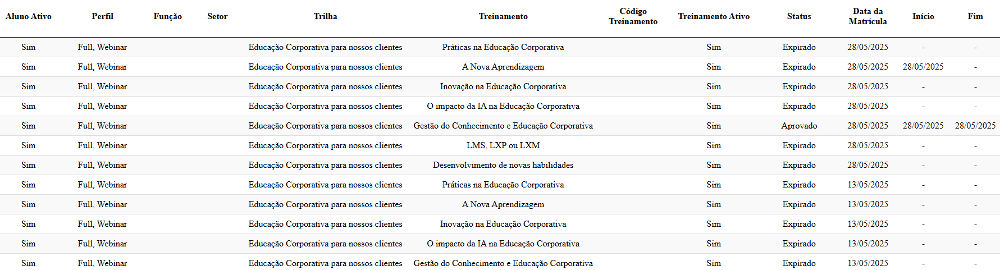 Aluno Ativo Perfil Função Setor Trilha Treinamento Código Treinamento Treinamento Ativo Status Data da Matrícula Início Fim
Sim Full, Webinar Educação Corporativa para nossos clientes Práticas na Educação Corporativa Sim Expirado 28/05/2025 - -
Sim Full, Webinar Educação Corporativa para nossos clientes A Nova Aprendizagem Sim Expirado 28/05/2025 28/05/2025 -
Sim Full, Webinar Educação Corporativa para nossos clientes Inovação na Educação Corporativa Sim Expirado 28/05/2025 - -
Sim Full, Webinar Educação Corporativa para nossos clientes O impacto da IA na Educação Corporativa Sim Expirado 28/05/2025 - -
Sim Full, Webinar Educação Corporativa para nossos clientes Gestão do Conhecimento e Educação Corporativa Sim Aprovado 28/05/2025 28/05/2025 28/05/2025
Sim Full, Webinar Educação Corporativa para nossos clientes LMS, LXP ou LXM Sim Expirado 28/05/2025 - -
Sim Full, Webinar Educação Corporativa para nossos clientes Desenvolvimento de novas habilidades Sim Expirado 28/05/2025 - -
Sim Full, Webinar Educação Corporativa para nossos clientes Práticas na Educação Corporativa Sim Expirado 13/05/2025 - -
Sim Full, Webinar Educação Corporativa para nossos clientes A Nova Aprendizagem Sim Expirado 13/05/2025 - -
Sim Full, Webinar Educação Corporativa para nossos clientes Inovação na Educação Corporativa Sim Expirado 13/05/2025 - -
Sim Full, Webinar Educação Corporativa para nossos clientes O impacto da IA na Educação Corporativa Sim Expirado 13/05/2025 - -
Sim Full, Webinar Educação Corporativa para nossos clientes Gestão do Conhecimento e Educação Corporativa Sim Expirado 13/05/2025 - -